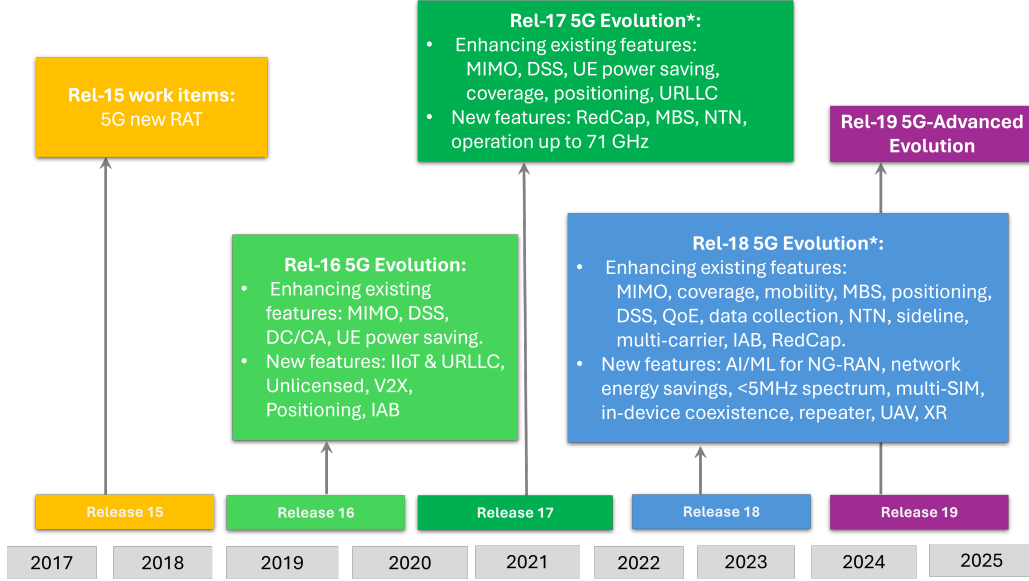 Rel-17 5G Evolution*:
• Enhancing existing features:
MIMO, DSS, UE power saving,
coverage, positioning, URLLC
• New features: RedCap, MBS, NTN,
operation up to 71 GHz
Rel-15 work items:
5G new RAT
Rel-19 5G-Advanced
Evolution
Rel-16 5G Evolution:
• Enhancing existing
features: MIMO, DSS,
DC/CA, UE power saving.
• New features: IIoT & URLLC,
Unlicensed, V2X,
Positioning, IAB
Rel-18 5G Evolution*:
• Enhancing existing features:
MIMO, coverage, mobility, MBS, positioning,
DSS, QoE, data collection, NTN, sideline,
multi-carrier, IAB, RedCap.
• New features: AI/ML for NG-RAN, network
energy savings, <5MHz spectrum, multi-SIM,
in-device coexistence, repeater, UAV, XR
Release 15
Release 16
Release 17
Release 18
Release 19
2017
2018
2019
2020
2021
2022
2023
2024
2025